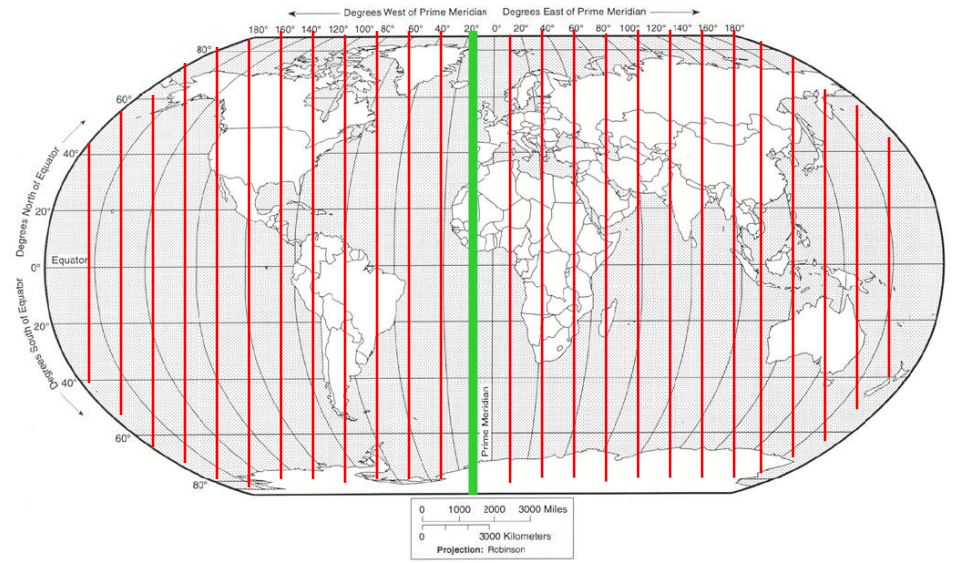 Degrees West of Prime Meridian Degrees East of Prime Meridian
180° 160° 140° 120° 100° 80° 60° 40° 20° 0° 20° 40° 60° 80° 100° 120° 140° 160° 180°
80°
60°
Degrees North of Equator
40°
20°
Equator
0°
Degrees South of Equator
20°
40°
Prime Meridian
60°
80°
0 1000 2000 3000 Miles
0 3000 Kilometers
Projection: Robinson